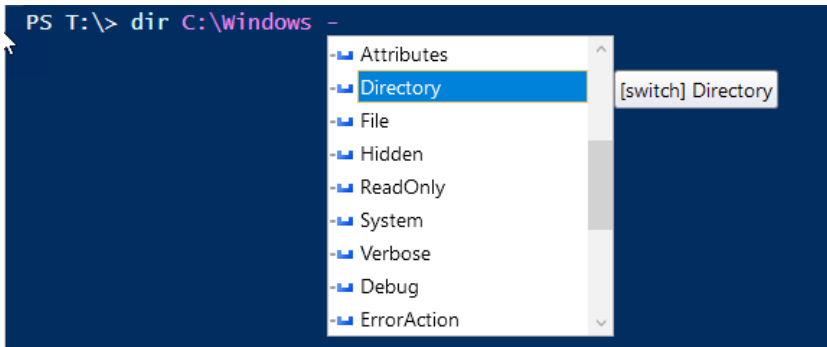 PS T:\> dir C:\Windows -
Attributes
Directory
[switch] Directory
File
Hidden
ReadOnly
System
Verbose
Debug
ErrorAction